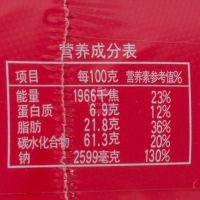 营养成分表
项目 每100克 营养素参考值%
能量 1966千焦 23%
蛋白质 6.9克 12%
脂肪 21.8克 36%
碳水化合物 61.3克 20%
钠 2599毫克 130%